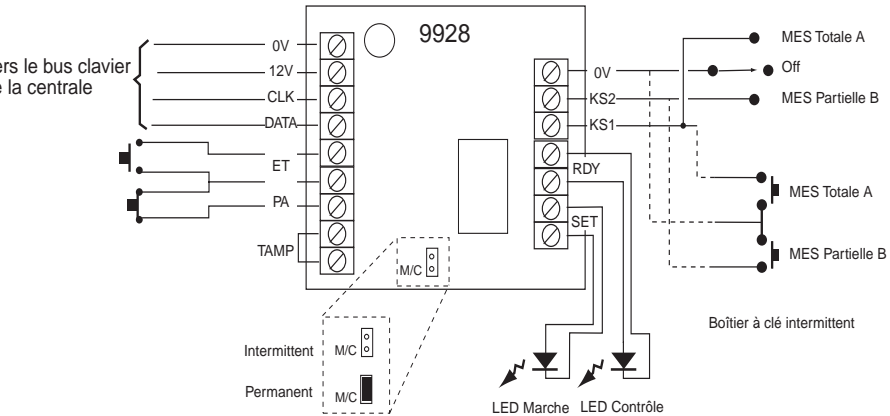 9928
ers le bus clavier
la centrale
0V
12V
CLK
DATA
ET
PA
TAMP
M/C
0V
KS2
KS1
RDY
SET
MES Totale A
Off
MES Partielle B
MES Totale A
MES Partielle B
Boîtier à clé intermittent
Intermittent M/C
Permanent M/C
LED Marche LED Contrôle